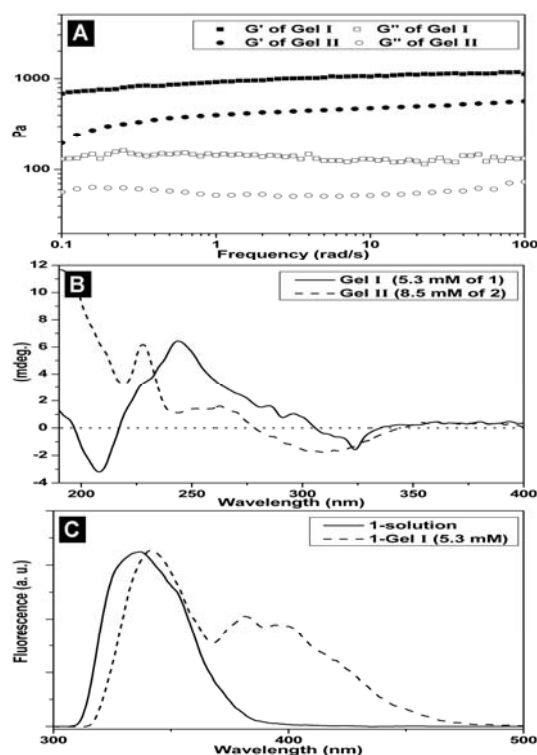 A
G' of Gel I G" of Gel I
G' of Gel II G" of Gel II
1000
100
Pa
0.1 1 10 100
Frequency (rad/s)
B
Gel I (5.3 mM of 1)
Gel II (8.5 mM of 2)
12
10
8
6
4
2
0
-2
-4
(mdeg.)
200 250 300 350 400
Wavelength (nm)
C
1-solution
1-Gel I (5.3 mM)
Fluorescence (a. u.)
300 400 500
Wavelength (nm)